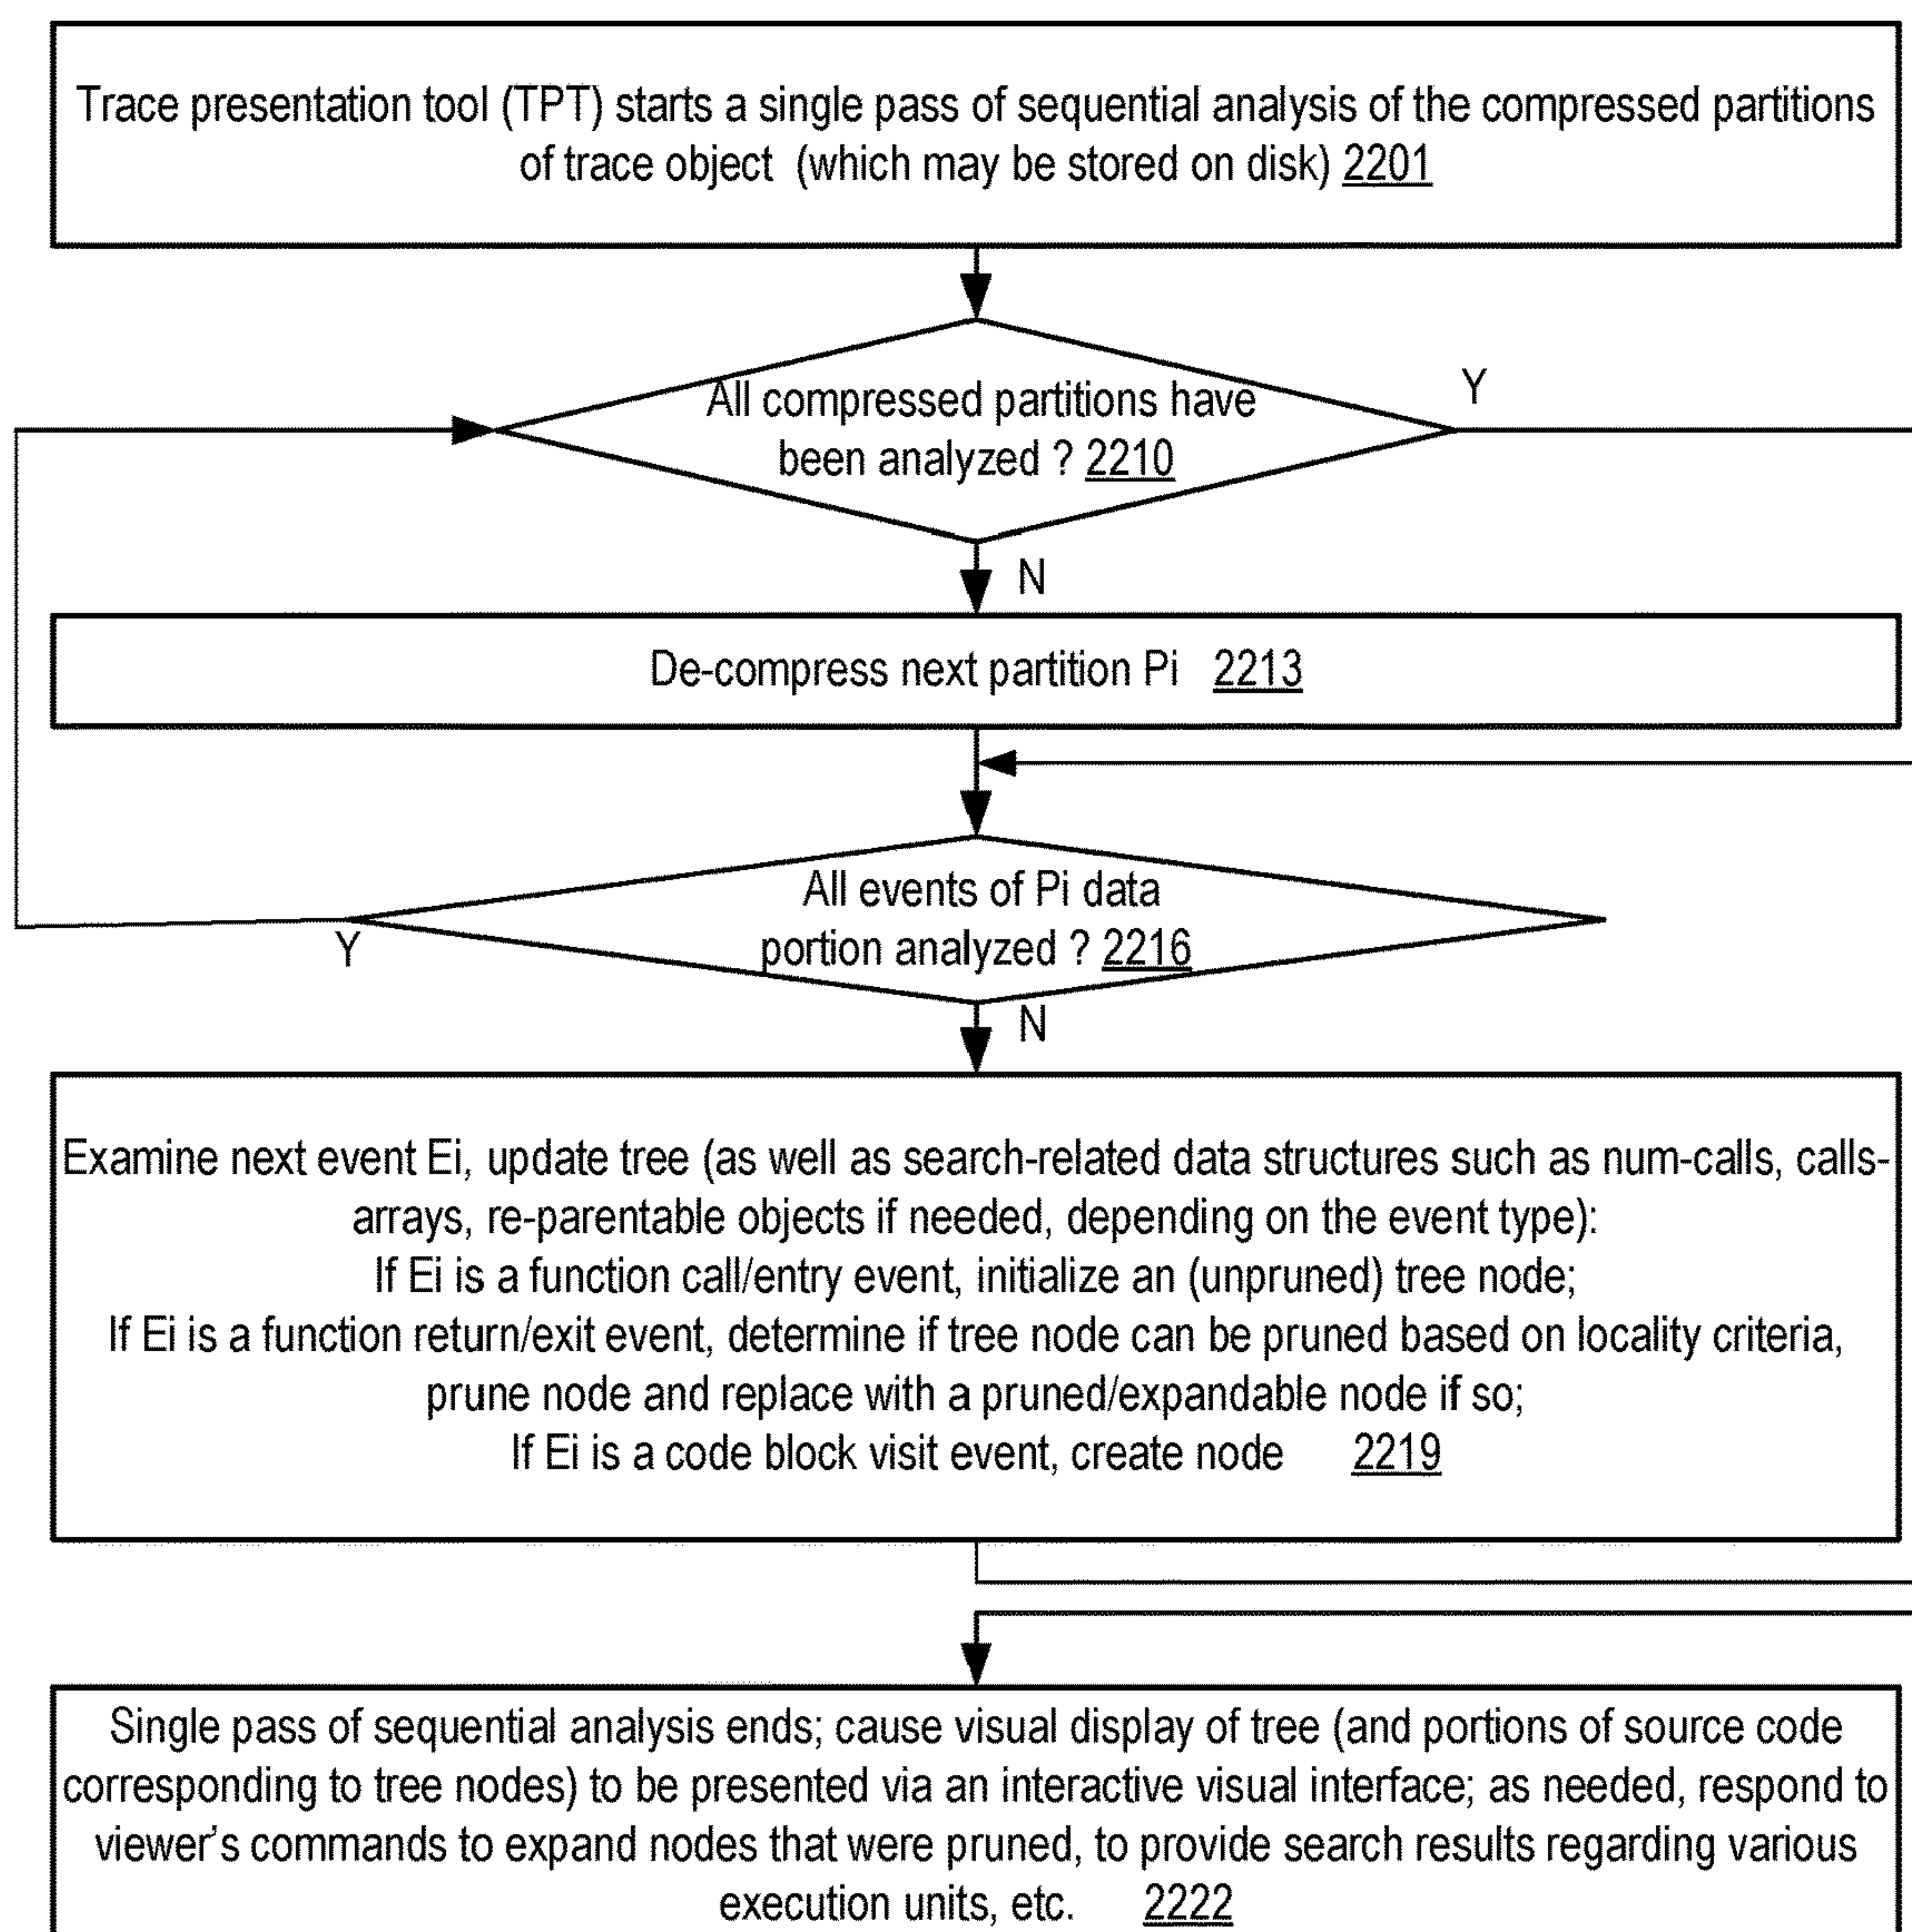 Trace presentation tool (TPT) starts a single pass of sequential analysis of the compressed partitions
of trace object (which may be stored on disk) 2201
All compressed partitions have
been analyzed ? 2210
Y
N
De-compress next partition Pi 2213
All events of Pi data
portion analyzed ? 2216
Y
N
Examine next event Ei, update tree (as well as search-related data structures such as num-calls, calls-
arrays, re-parentable objects if needed, depending on the event type):
If Ei is a function call/entry event, initialize an (unpruned) tree node;
If Ei is a function return/exit event, determine if tree node can be pruned based on locality criteria,
prune node and replace with a pruned/expandable node if so;
If Ei is a code block visit event, create node 2219
Single pass of sequential analysis ends; cause visual display of tree (and portions of source code
corresponding to tree nodes) to be presented via an interactive visual interface; as needed, respond to
viewer's commands to expand nodes that were pruned, to provide search results regarding various
execution units, etc. 2222